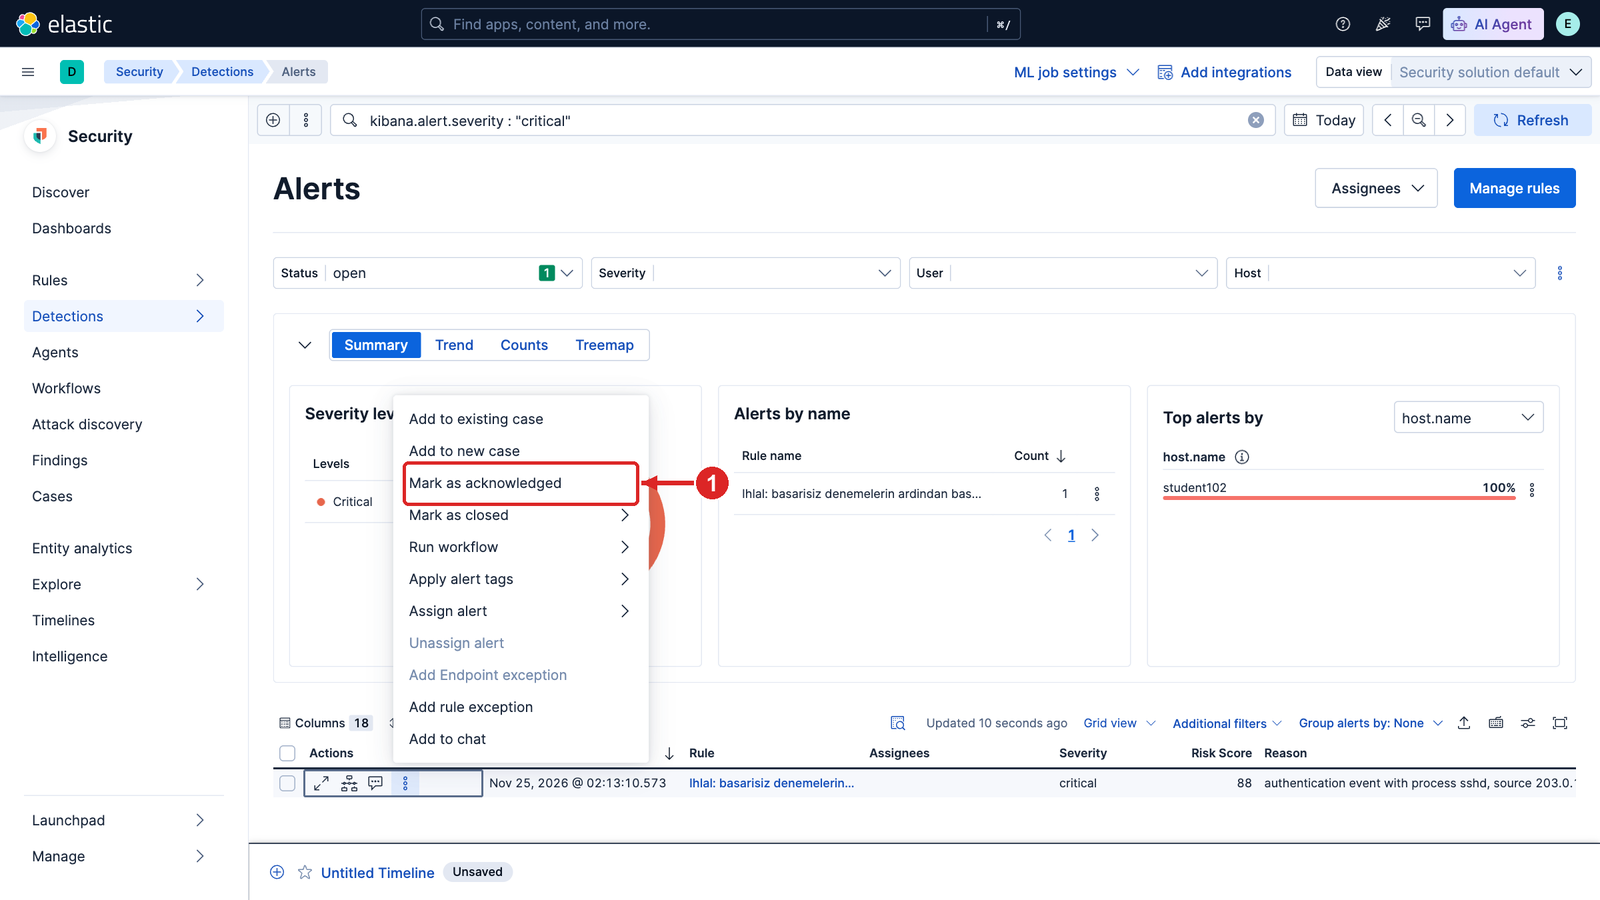 elastic
Find apps, content, and more.
⌘/
AI Agent
E
D
Security
Detections
Alerts
ML job settings
Add integrations
Data view
Security solution default
Security
kibana.alert.severity : "critical"
Today
Refresh
Discover
Dashboards
Rules
Detections
Agents
Workflows
Attack discovery
Findings
Cases
Entity analytics
Explore
Timelines
Intelligence
Launchpad
Manage
Alerts
Assignees
Manage rules
Status open 1
Severity
User
Host
Summary
Trend
Counts
Treemap
Severity lev
Levels
Critical
Add to existing case
Add to new case
Mark as acknowledged
1
Mark as closed
Run workflow
Apply alert tags
Assign alert
Unassign alert
Add Endpoint exception
Add rule exception
Add to chat
Alerts by name
Rule name Count
Ihlal: basarisiz denemelerin ardindan bas... 1
1
Top alerts by
host.name
host.name
student102 100%
Columns 18
Updated 10 seconds ago
Grid view
Additional filters
Group alerts by: None
Actions Rule Assignees Severity Risk Score Reason
Nov 25, 2026 @ 02:13:10.573 Ihlal: basarisiz denemelerin... critical 88 authentication event with process sshd, source 203.0.
Untitled Timeline
Unsaved